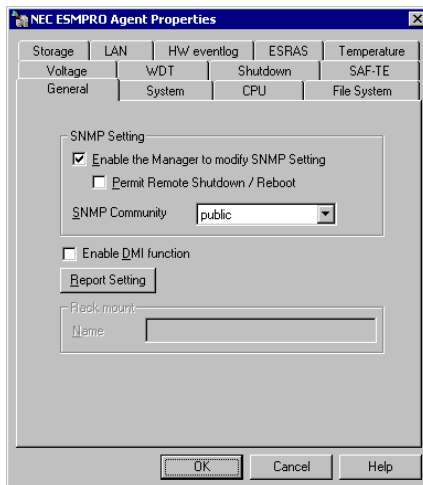 NEC ESMPRO Agent Properties
Storage LAN HW eventlog ESRAS Temperature
Voltage WDT Shutdown SAF-TE
General System CPU File System
SNMP Setting
Enable the Manager to modify SNMP Setting
Permit Remote Shutdown / Reboot
SNMP Community public
Enable DMI function
Report Setting
Rack mount
Name
OK Cancel Help